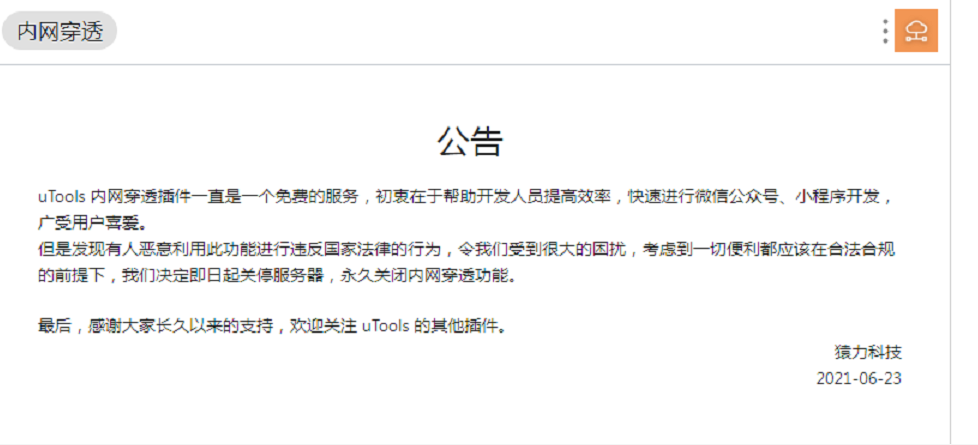 内网穿透
公告
uTools 内网穿透插件一直是一个免费的服务，初衷在于帮助开发人员提高效率，快速进行微信公众号、小程序开发，
广受用户喜爱。
但是发现有人恶意利用此功能进行违反国家法律的行为，令我们受到很大的困扰，考虑到一切便利都应该在合法合规
的前提下，我们决定即日起关停服务器，永久关闭内网穿透功能。
最后，感谢大家长久以来的支持，欢迎关注 uTools 的其他插件。
猿力科技
2021-06-23